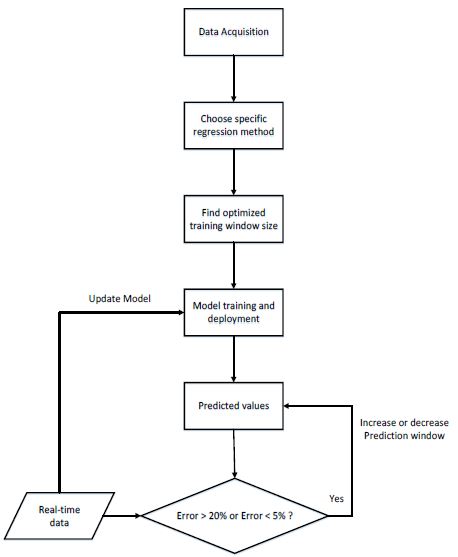 Data Acquisition
Choose specific
regression method
Find optimized
training window size
Update Model
Model training and
deployment
Predicted values
Increase or decrease
Prediction window
Yes
Real-time
data
Error > 20% or Error < 5% ?